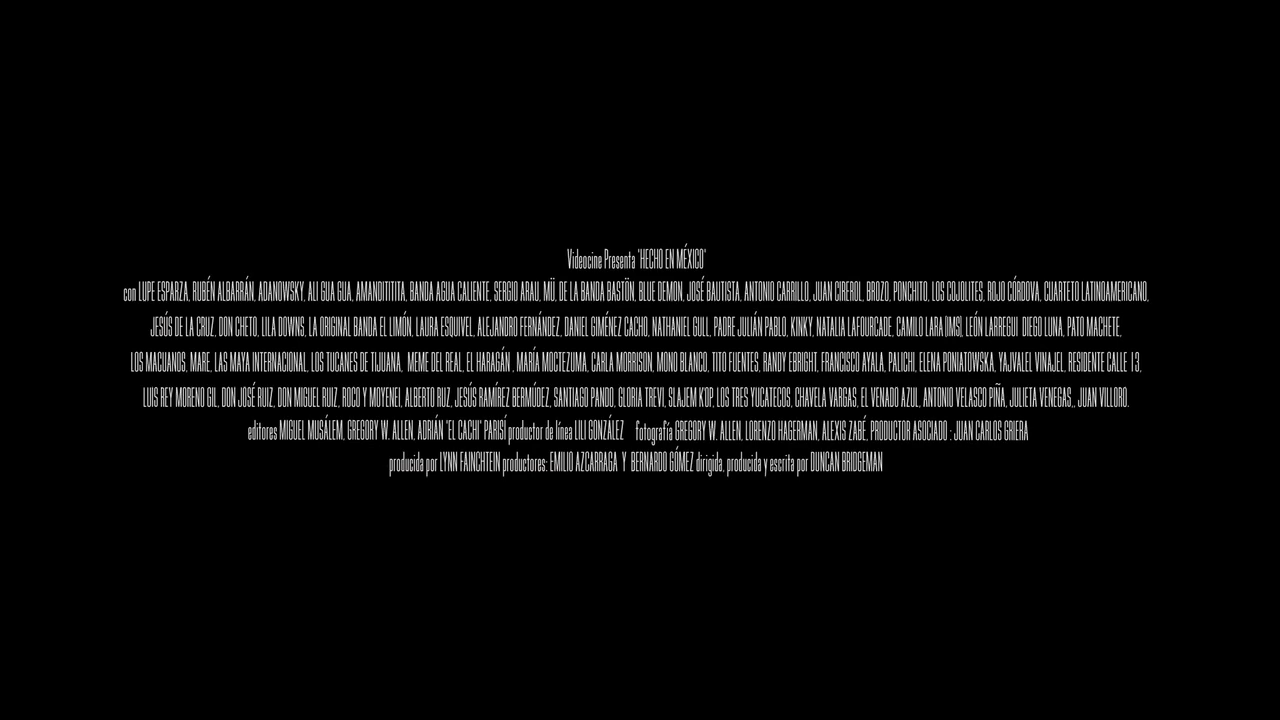 Videocine Presenta "HECHO EN MÉXICO"
con LUPE ESPARZA, RUBÉN ALBARRÁN, ADANOWSKY, ALI GUA GUA, AMANDITITITA, BANDA AGUA CALIENTE, SERGIO ARAU, MÜ, DE LA BANDA BASTÖN, BLUE DEMON, JOSÉ BAUTISTA, ANTONIO CARRILLO, JUAN CIREROL, BROZO, PONCHITO, LOS COJOLITES, ROJO CÓRDOVA, CUARTETO LATINOAMERICANO,
JESÚS DE LA CRUZ, DON CHETO, LILA DOWNS, LA ORIGINAL BANDA EL LIMÓN, LAURA ESQUIVEL, ALEJANDRO FERNÁNDEZ, DANIEL GIMÉNEZ CACHO, NATHANIEL GULL, PADRE JULIÁN PABLO, KINKY, NATALIA LAFOURCADE, CAMILO LARA (IMS), LEÓN LARREGUI DIEGO LUNA, PATO MACHETE,
LOS MACUANOS, MARE, LAS MAYA INTERNACIONAL, LOS TUCANES DE TIJUANA, MEME DEL REAL, EL HARAGÁN , MARÍA MOCTEZUMA, CARLA MORRISON, MONO BLANCO, TITO FUENTES, RANDY EBRIGHT, FRANCISCO AYALA, PALICHI, ELENA PONIATOWSKA, YAJVALEL VINAJEL, RESIDENTE CALLE 13,
LUIS REY MORENO GIL, DON JOSÉ RUIZ, DON MIGUEL RUIZ, ROCO Y MOYENEI, ALBERTO RUZ, JESÚS RAMÍREZ BERMÚDEZ, SANTIAGO PANDO, GLORIA TREVI, SLAJEM K'OP, LOS TRES YUCATECOS, CHAVELA VARGAS, EL VENADO AZUL, ANTONIO VELASCO PIÑA, JULIETA VENEGAS,, JUAN VILLORO.
editores MIGUEL MUSÁLEM, GREGORY W. ALLEN, ADRIÁN "EL CACHI" PARISÍ productor de línea LILI GONZÁLEZ fotografía GREGORY W. ALLEN, LORENZO HAGERMAN, ALEXIS ZABÉ, PRODUCTOR ASOCIADO : JUAN CARLOS GRIERA
producida por LYNN FAINCHTEIN productores: EMILIO AZCARRAGA Y BERNARDO GÓMEZ dirigida, producida y escrita por DUNCAN BRIDGEMAN